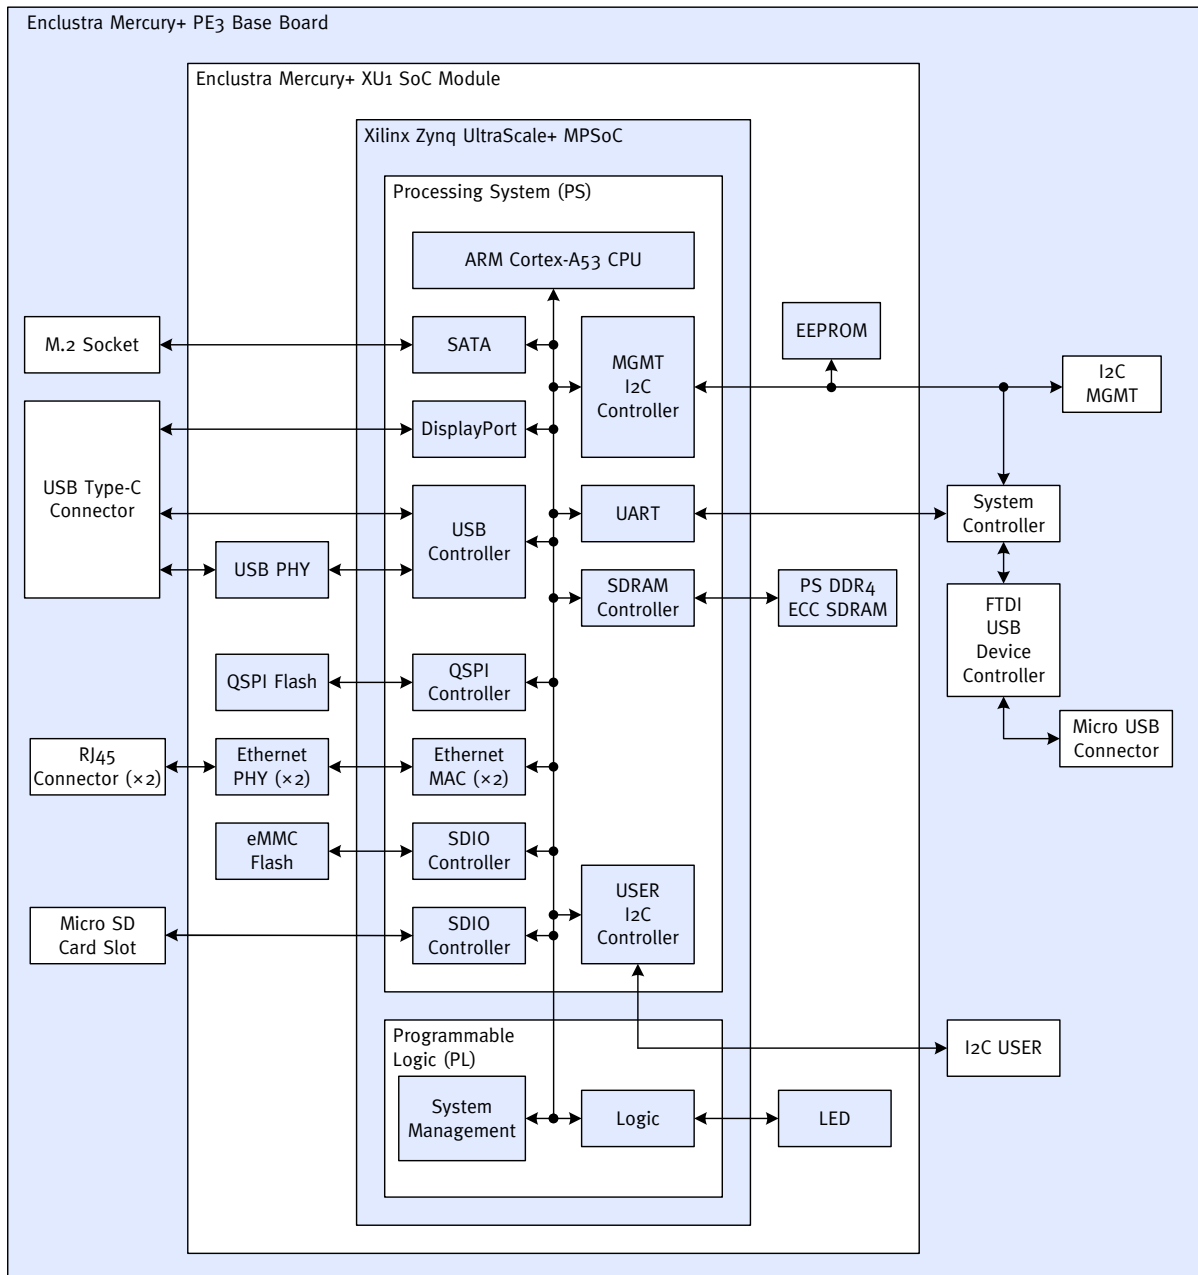 Enclustra Mercury+ PE3 Base Board
Enclustra Mercury+ XU1 SoC Module
Xilinx Zynq UltraScale+ MPSoC
Processing System (PS)
ARM Cortex-A53 CPU
M.2 Socket
SATA
MGMT
I2C
Controller
EEPROM
I2C
MGMT
USB Type-C
Connector
DisplayPort
USB
Controller
USB PHY
UART
System
Controller
SDRAM
Controller
PS DDR4
ECC SDRAM
FTDI
USB
Device
Controller
Micro USB
Connector
QSPI Flash
QSPI
Controller
RJ45
Connector (×2)
Ethernet
PHY (×2)
Ethernet
MAC (×2)
eMMC
Flash
SDIO
Controller
Micro SD
Card Slot
SDIO
Controller
USER
I2C
Controller
I2C USER
Programmable
Logic (PL)
System
Management
Logic
LED